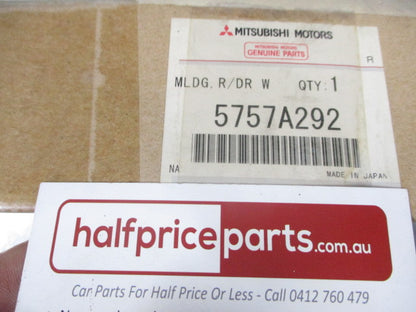 MITSUBISHI MOTORS
MITSUBISHI MOTORS
GENUINE PARTS
R
MLDG,R/DR W QTY:1
5757A292
NA MADE IN JAPAN
halfpriceparts.com.au
Car Parts For Half Price Or Less - Call 0412 760 479